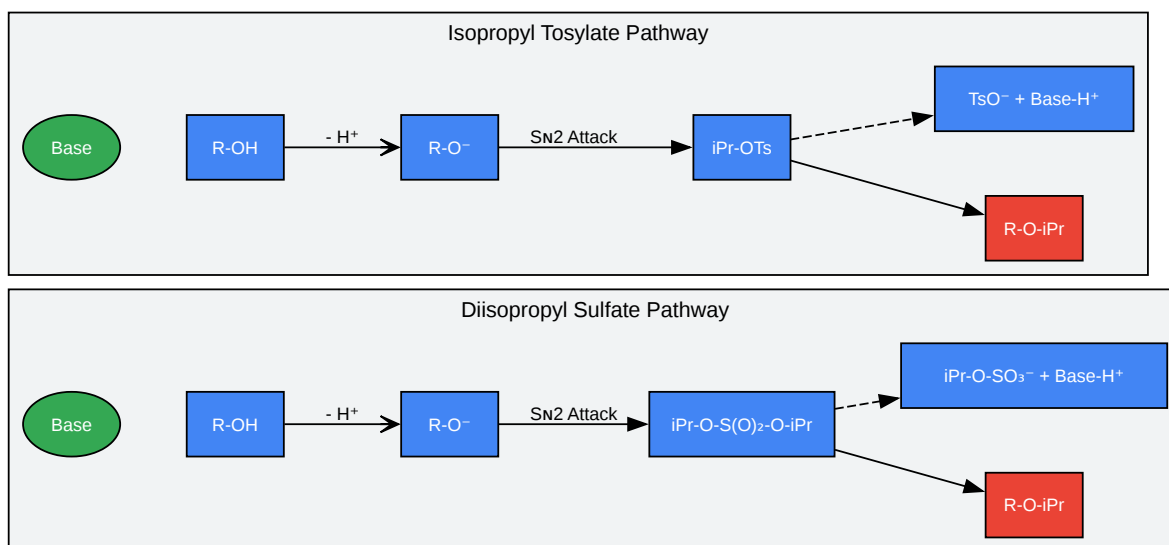 Isopropyl Tosylate Pathway
TsO⁻ + Base-H⁺
Base
R-OH
- H⁺
R-O⁻
Sɴ2 Attack
iPr-OTs
R-O-iPr
Diisopropyl Sulfate Pathway
iPr-O-SO₃⁻ + Base-H⁺
Base
R-OH
- H⁺
R-O⁻
Sɴ2 Attack
iPr-O-S(O)₂-O-iPr
R-O-iPr